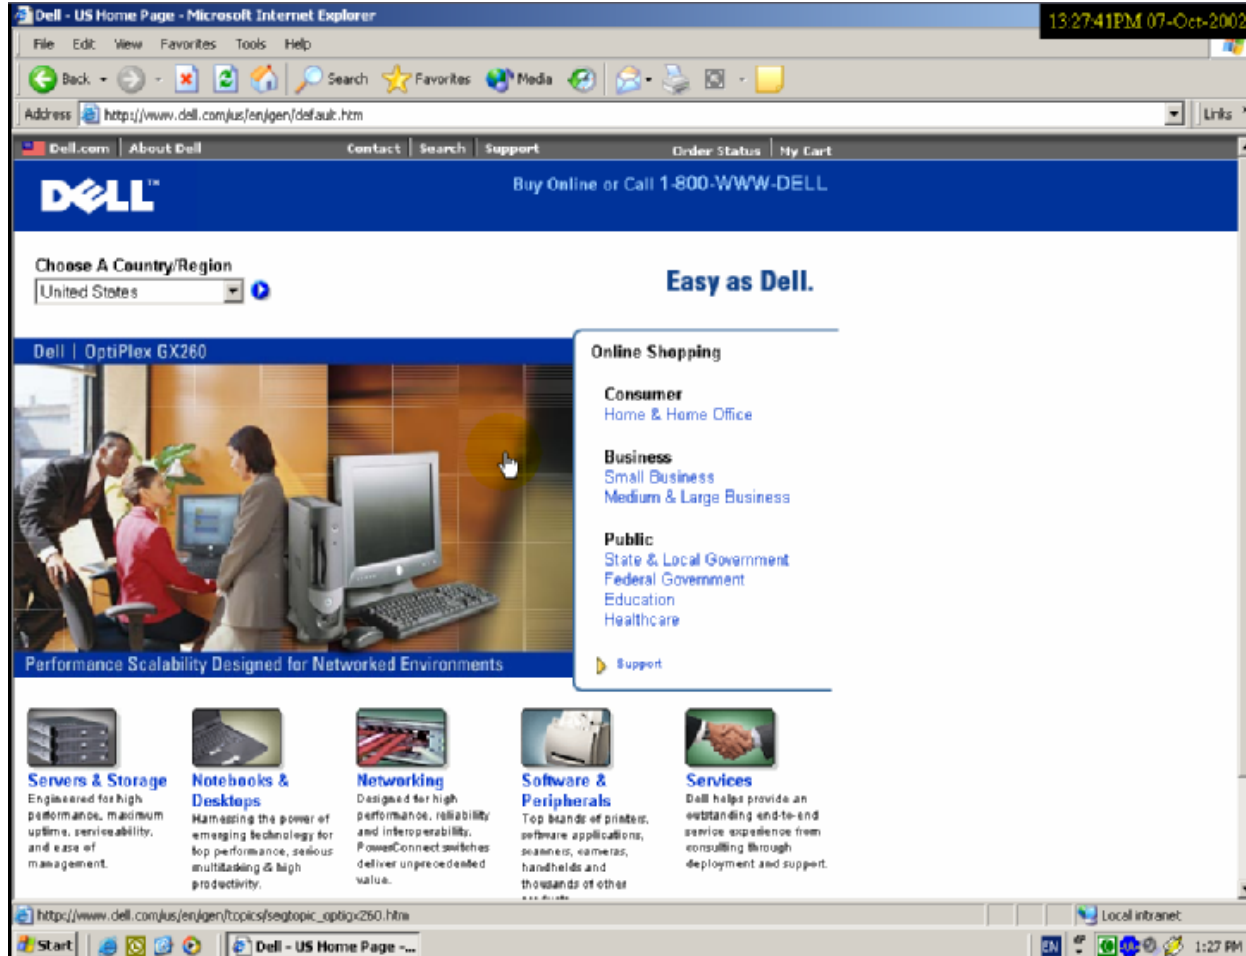 Dell - US Home Page - Microsoft Internet Explorer
13:27:41PM 07-Oct-2002
File Edit View Favorites Tools Help
Back Search Favorites Media
Address http://www.dell.com/us/en/gen/default.htm Links
Dell.com About Dell Contact Search Support Order Status My Cart
DELL™ Buy Online or Call 1-800-WWW-DELL
Choose A Country/Region
United States
Easy as Dell.
Dell | OptiPlex GX260
Performance Scalability Designed for Networked Environments
Online Shopping
Consumer
Home & Home Office
Business
Small Business
Medium & Large Business
Public
State & Local Government
Federal Government
Education
Healthcare
Support
Servers & Storage
Engineered for high
performance, maximum
uptime, serviceability,
and ease of
management.
Notebooks &
Desktops
Harnessing the power of
emerging technology for
top performance, serious
multitasking & high
productivity.
Networking
Designed for high
performance, reliability
and interoperability.
PowerConnect switches
deliver unprecedented
value.
Software &
Peripherals
Top brands of printers,
software applications,
scanners, cameras,
handhelds and
thousands of other
Services
Dell helps provide an
outstanding end-to-end
service experience from
consulting through
deployment and support.
http://www.dell.com/us/en/gen/topics/segtopic_optigx260.htm Local intranet
Start Dell - US Home Page -... EN 1:27 PM